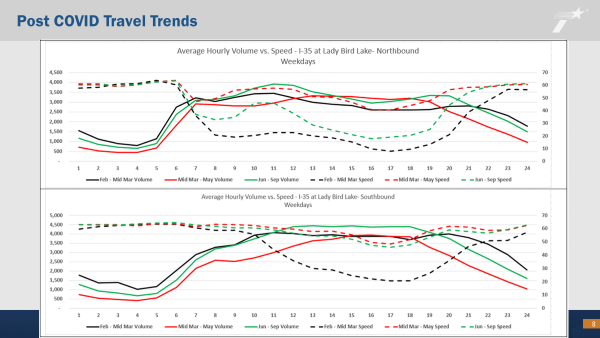 Post COVID Travel Trends
Average Hourly Volume vs. Speed - I-35 at Lady Bird Lake- Northbound
Weekdays
4,500 70
4,000 60
3,500
3,000 50
2,500 40
2,000 30
1,500 20
1,000
500 10
- 0
1 2 3 4 5 6 7 8 9 10 11 12 13 14 15 16 17 18 19 20 21 22 23 24
Feb - Mid Mar Volume Mid Mar - May Volume Jun - Sep Volume Feb - Mid Mar Speed Mid Mar - May Speed Jun - Sep Speed
Average Hourly Volume vs. Speed - I-35 at Lady Bird Lake- Southbound
Weekdays
5,000 70
4,500 60
4,000
3,500 50
3,000 40
2,500
2,000 30
1,500 20
1,000 10
500
- 0
1 2 3 4 5 6 7 8 9 10 11 12 13 14 15 16 17 18 19 20 21 22 23 24
Feb - Mid Mar Volume Mid Mar - May Volume Jun - Sep Volume Feb - Mid Mar Speed Mid Mar - May Speed Jun - Sep Speed
8